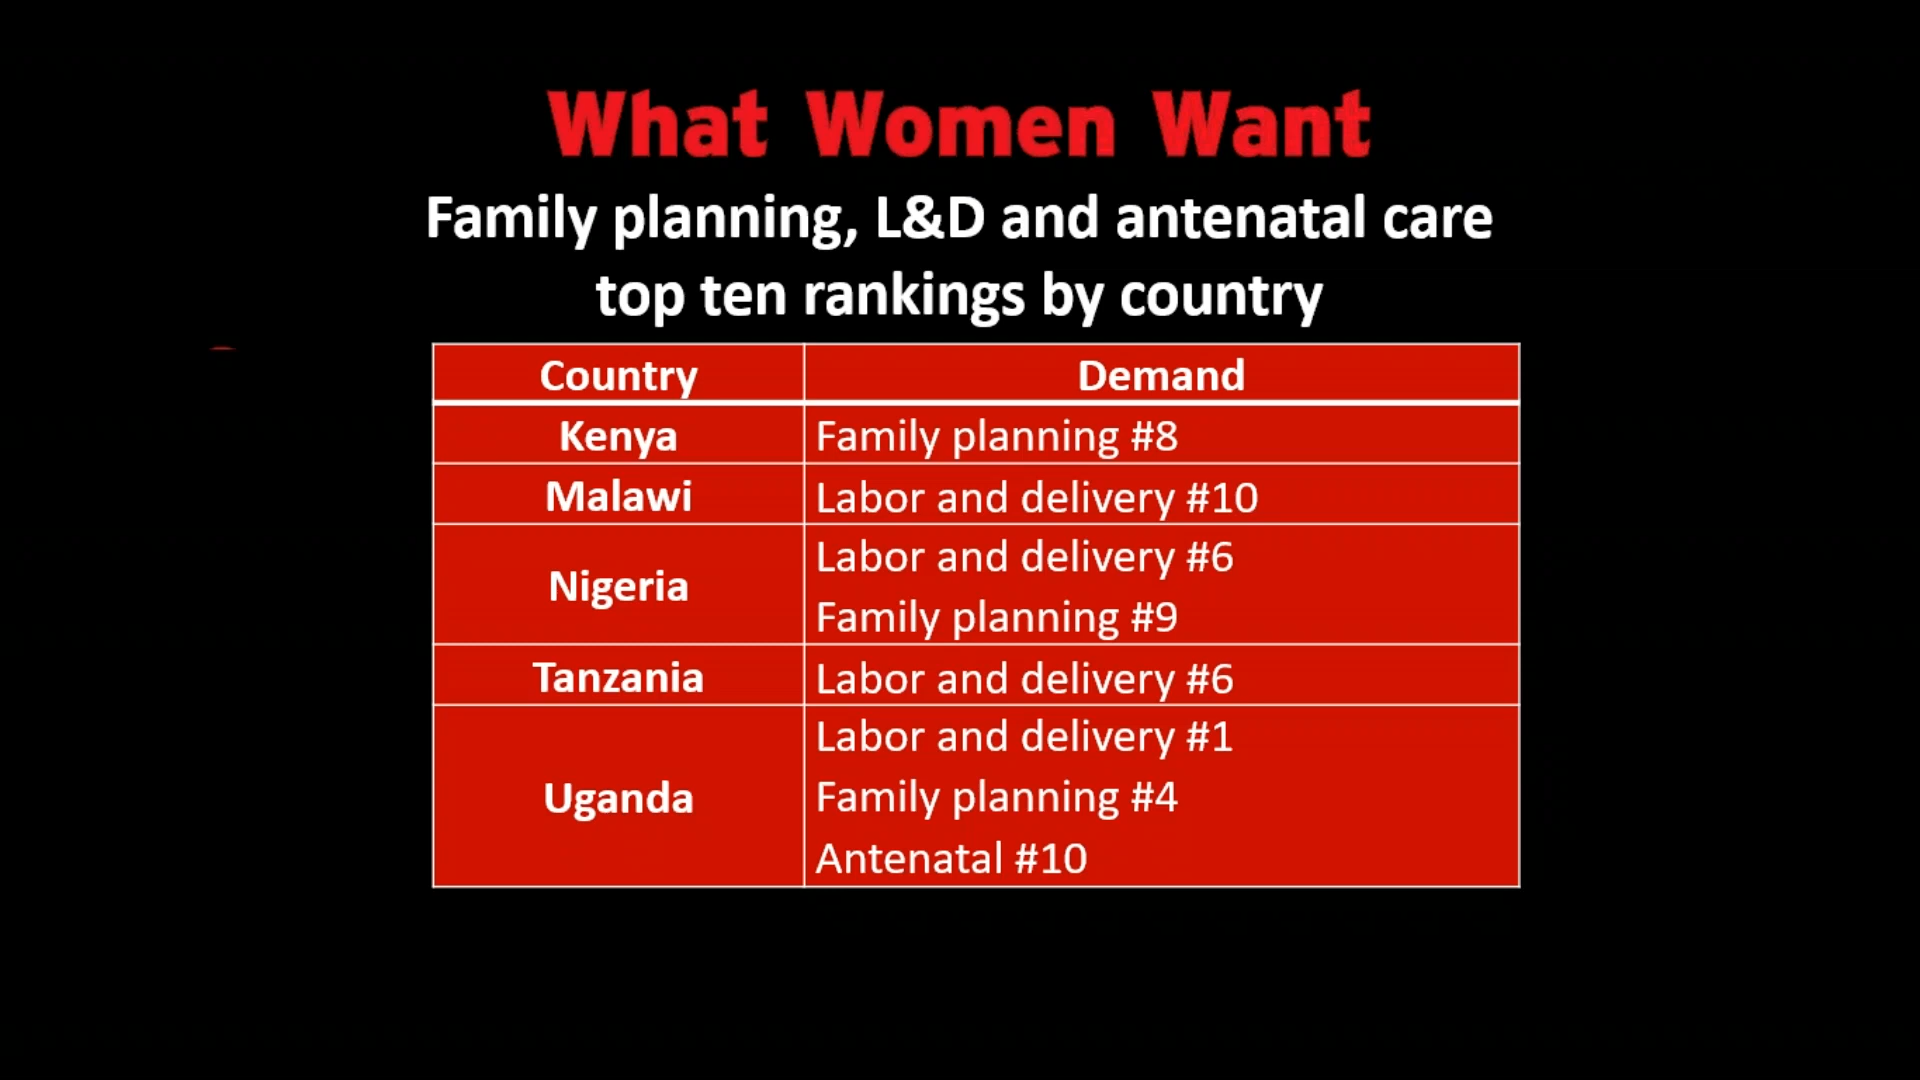 What Women Want
Family planning, L&D and antenatal care
top ten rankings by country
Country Demand
Kenya Family planning #8
Malawi Labor and delivery #10
Nigeria Labor and delivery #6
Family planning #9
Tanzania Labor and delivery #6
Uganda Labor and delivery #1
Family planning #4
Antenatal #10